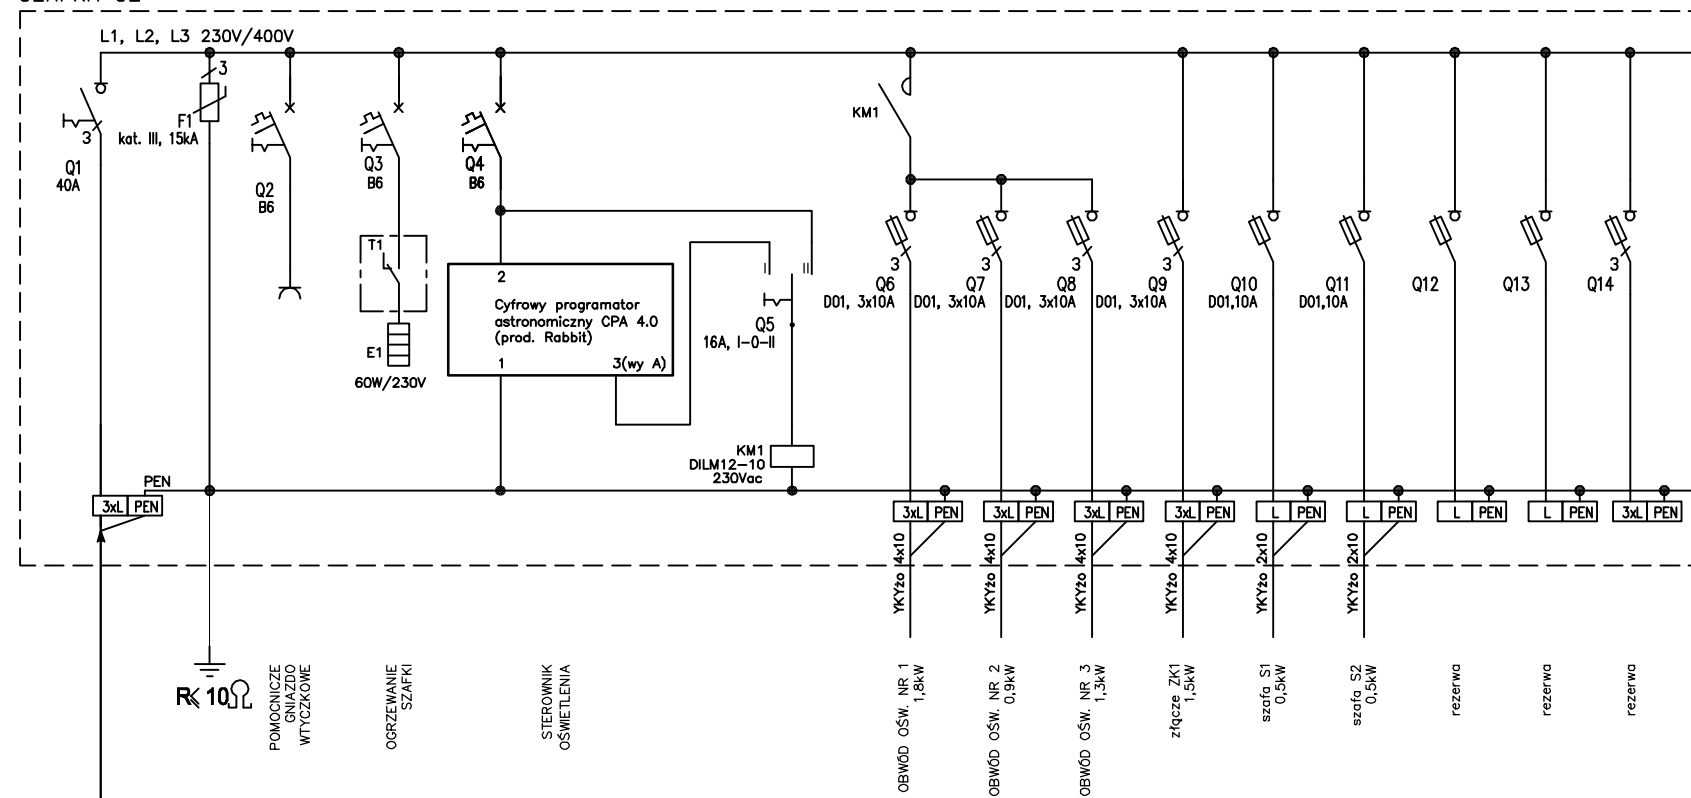 L1, L2, L3 230V/400V
3
F1
kat. III, 15kA
3
Q1
40A
Q2
B6
Q3
B6
Q4
B6
T1
E1
60W/230V
2
Cyfrowy programator
astronomiczny CPA 4.0
(prod. Rabbit)
1
3(wy A)
I
II
Q5
16A, I-0-II
KM1
DILM12-10
230Vac
KM1
3
Q6
D01, 3x10A
3
Q7
D01, 3x10A
3
Q8
D01, 3x10A
3
Q9
D01, 3x10A
Q10
D01,10A
Q11
D01,10A
Q12
Q13
3
Q14
PEN
3xL PEN
3xL PEN
3xL PEN
3xL PEN
3xL PEN
L PEN
L PEN
L PEN
L PEN
3xL PEN
YKYżo 4x10
YKYżo 4x10
YKYżo 4x10
YKYżo 4x10
YKYżo 2x10
YKYżo 2x10
R< 10Ω
POMOCNICZE
GNIAZDO
WTYCZKOWE
OGRZEWANIE
SZAFKI
STEROWNIK
OŚWIETLENIA
OBWÓD OŚW. NR 1
1,8kW
OBWÓD OŚW. NR 2
0,9kW
OBWÓD OŚW. NR 3
1,3kW
złącze ZK1
1,5kW
szafa S1
0,5kW
szafa S2
0,5kW
rezerwa
rezerwa
rezerwa